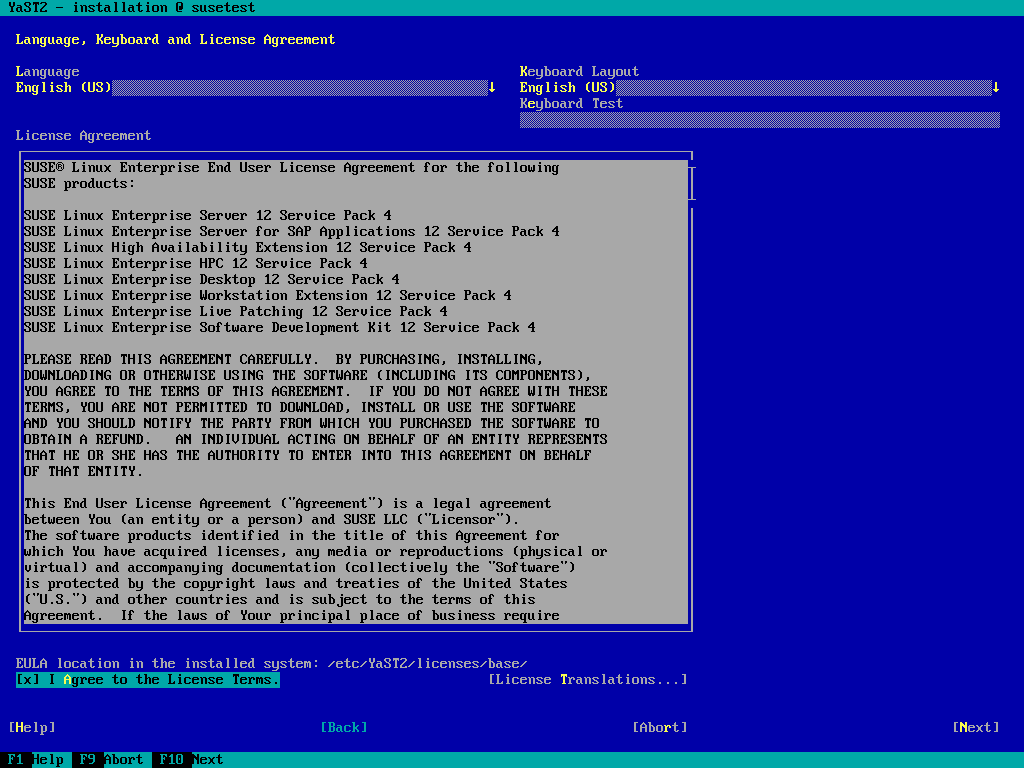 YaST2 - installation @ susetest
Language, Keyboard and License Agreement
Language
English (US)
Keyboard Layout
English (US)
Keyboard Test
License Agreement
SUSE® Linux Enterprise End User License Agreement for the following
SUSE products:
SUSE Linux Enterprise Server 12 Service Pack 4
SUSE Linux Enterprise Server for SAP Applications 12 Service Pack 4
SUSE Linux High Availability Extension 12 Service Pack 4
SUSE Linux Enterprise HPC 12 Service Pack 4
SUSE Linux Enterprise Desktop 12 Service Pack 4
SUSE Linux Enterprise Workstation Extension 12 Service Pack 4
SUSE Linux Enterprise Live Patching 12 Service Pack 4
SUSE Linux Enterprise Software Development Kit 12 Service Pack 4
PLEASE READ THIS AGREEMENT CAREFULLY.  BY PURCHASING, INSTALLING,
DOWNLOADING OR OTHERWISE USING THE SOFTWARE (INCLUDING ITS COMPONENTS),
YOU AGREE TO THE TERMS OF THIS AGREEMENT.  IF YOU DO NOT AGREE WITH THESE
TERMS, YOU ARE NOT PERMITTED TO DOWNLOAD, INSTALL OR USE THE SOFTWARE
AND YOU SHOULD NOTIFY THE PARTY FROM WHICH YOU PURCHASED THE SOFTWARE TO
OBTAIN A REFUND.   AN INDIVIDUAL ACTING ON BEHALF OF AN ENTITY REPRESENTS
THAT HE OR SHE HAS THE AUTHORITY TO ENTER INTO THIS AGREEMENT ON BEHALF
OF THAT ENTITY.
This End User License Agreement ("Agreement") is a legal agreement
between You (an entity or a person) and SUSE LLC ("Licensor").
The software products identified in the title of this Agreement for
which You have acquired licenses, any media or reproductions (physical or
virtual) and accompanying documentation (collectively the "Software")
is protected by the copyright laws and treaties of the United States
("U.S.") and other countries and is subject to the terms of this
Agreement.  If the laws of Your principal place of business require
EULA location in the installed system: /etc/YaST2/licenses/base/
[x] I Agree to the License Terms.
[License Translations...]
[Help]
[Back]
[Abort]
[Next]
F1 Help F9 Abort F10 Next